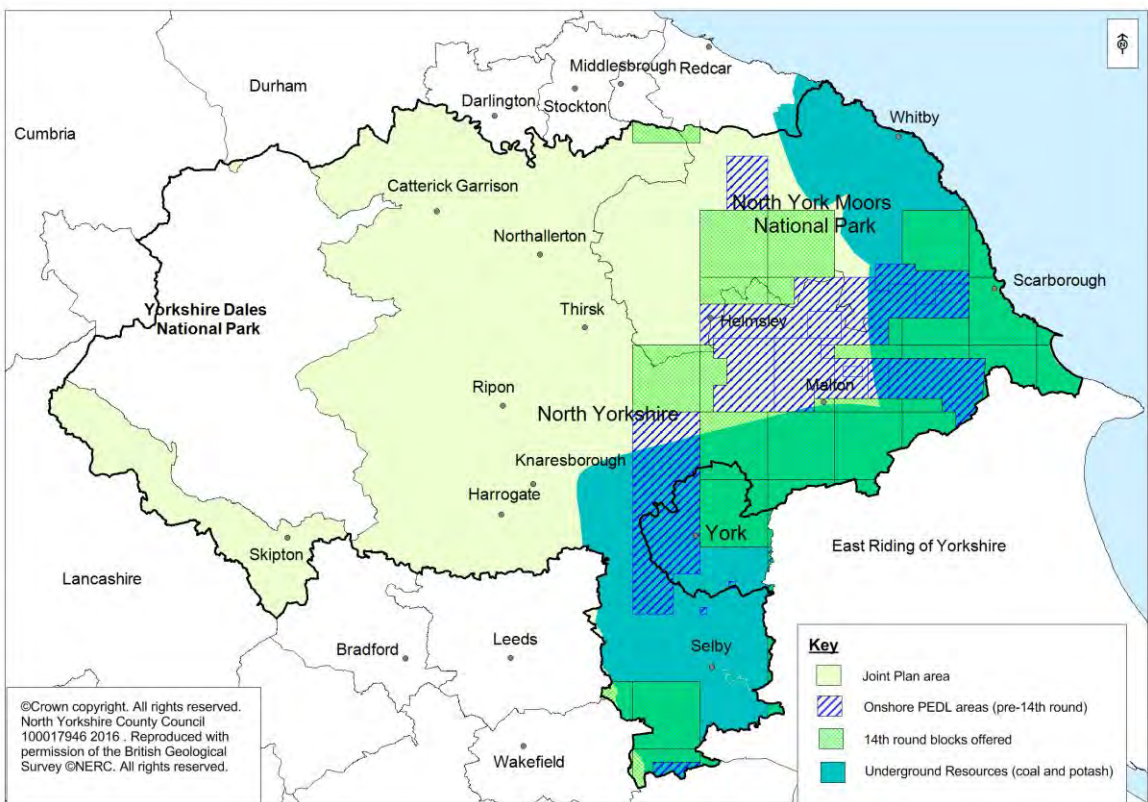 N
Redcar
Middlesbrough
Durham
Darlington
Stockton
Cumbria
Whitby
Catterick Garrison
North York Moors
National Park
Northallerton
Scarborough
Yorkshire Dales
National Park
Thirsk
Helmsley
Ripon
Malton
North Yorkshire
Knaresborough
Harrogate
York
Skipton
East Riding of Yorkshire
Lancashire
Bradford
Leeds
Selby
Wakefield
Key
Joint Plan area
Onshore PEDL areas (pre-14th round)
14th round blocks offered
Underground Resources (coal and potash)
©Crown copyright. All rights reserved.
North Yorkshire County Council
100017946 2016 . Reproduced with
permission of the British Geological
Survey ©NERC. All rights reserved.